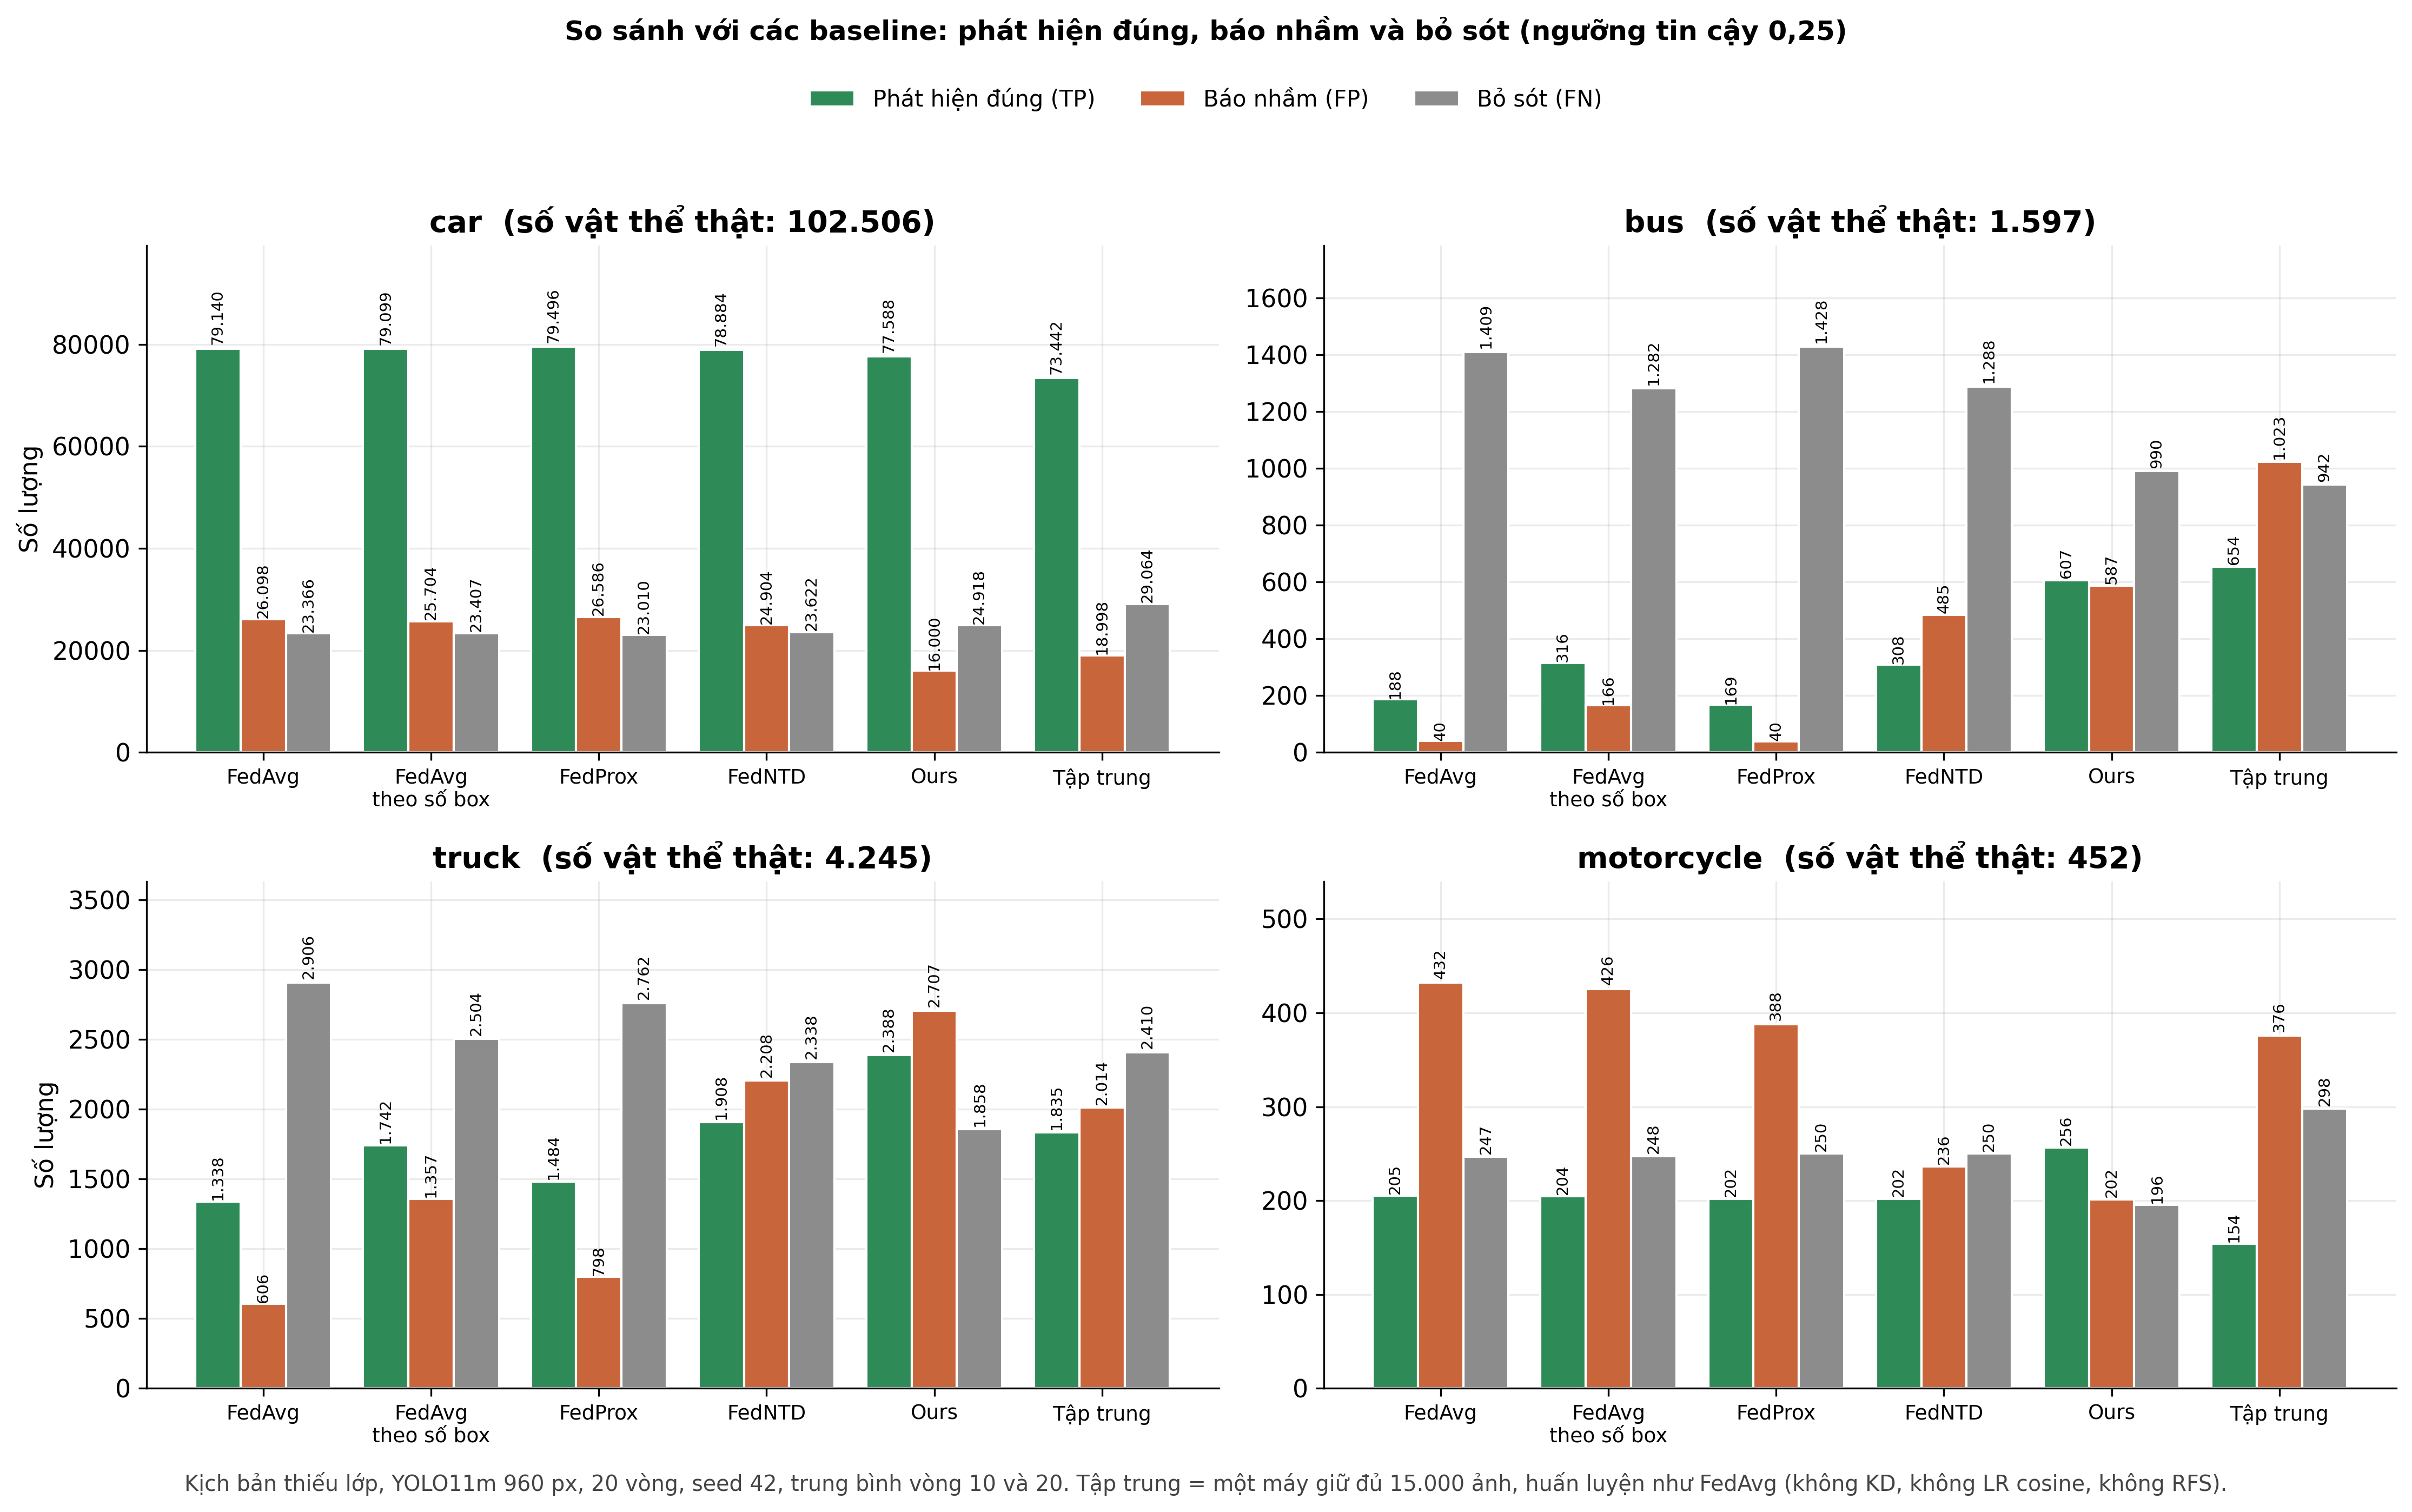 So sánh với các baseline: phát hiện đúng, báo nhầm và bỏ sót (ngưỡng tin cậy 0,25)
Phát hiện đúng (TP) Báo nhầm (FP) Bỏ sót (FN)
car (số vật thể thật: 102.506)
Số lượng
80000
60000
40000
20000
0
79.140 26.098 23.366
79.099 25.704 23.407
79.496 26.586 23.010
78.884 24.904 23.622
77.588 16.000 24.918
73.442 18.998 29.064
FedAvg FedAvg FedProx FedNTD Ours Tập trung
theo số box
bus (số vật thể thật: 1.597)
1600
1400
1200
1000
800
600
400
200
0
188 40 1.409
316 166 1.282
169 40 1.428
308 485 1.288
607 587 990
654 1.023 942
FedAvg FedAvg FedProx FedNTD Ours Tập trung
theo số box
truck (số vật thể thật: 4.245)
Số lượng
3500
3000
2500
2000
1500
1000
500
0
1.338 606 2.906
1.742 1.357 2.504
1.484 798 2.762
1.908 2.208 2.338
2.388 2.707 1.858
1.835 2.014 2.410
FedAvg FedAvg FedProx FedNTD Ours Tập trung
theo số box
motorcycle (số vật thể thật: 452)
500
400
300
200
100
0
205 432 247
204 426 248
202 388 250
202 236 250
256 202 196
154 376 298
FedAvg FedAvg FedProx FedNTD Ours Tập trung
theo số box
Kịch bản thiếu lớp, YOLO11m 960 px, 20 vòng, seed 42, trung bình vòng 10 và 20. Tập trung = một máy giữ đủ 15.000 ảnh, huấn luyện như FedAvg (không KD, không LR cosine, không RFS).